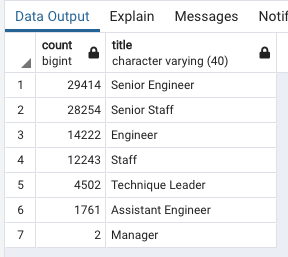 Data Output Explain Messages Notif
count title
bigint character varying (40)
1 29414 Senior Engineer
2 28254 Senior Staff
3 14222 Engineer
4 12243 Staff
5 4502 Technique Leader
6 1761 Assistant Engineer
7 2 Manager